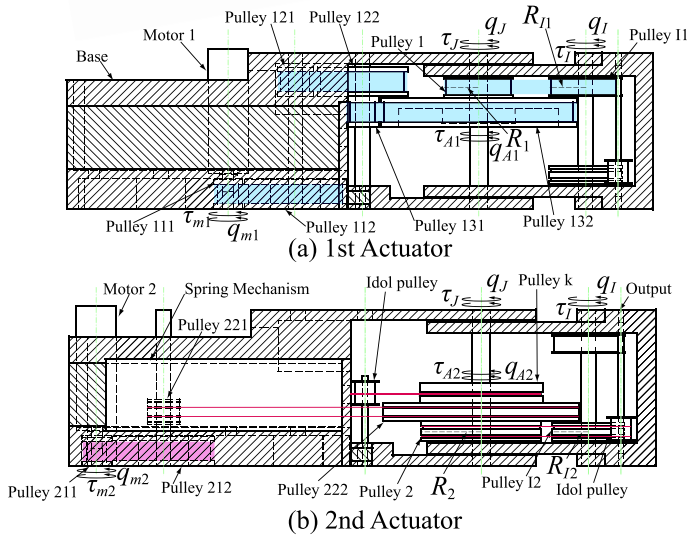 Pulley 121
Pulley 122
Motor 1
Pulley 1
τJ
qJ
RI1
τI
qI
Pulley I1
Base
τA1
R1
qA1
Pulley 111
τm1
qm1
Pulley 112
Pulley 131
Pulley 132
(a) 1st Actuator
Motor 2
Spring Mechanism
Idol pulley
τJ
qJ
Pulley k
τI
qI
Output
Pulley 221
τA2
qA2
Pulley 211
τm2
qm2
Pulley 212
Pulley 222
Pulley 2
R2
Pulley I2
RI2
Idol pulley
(b) 2nd Actuator